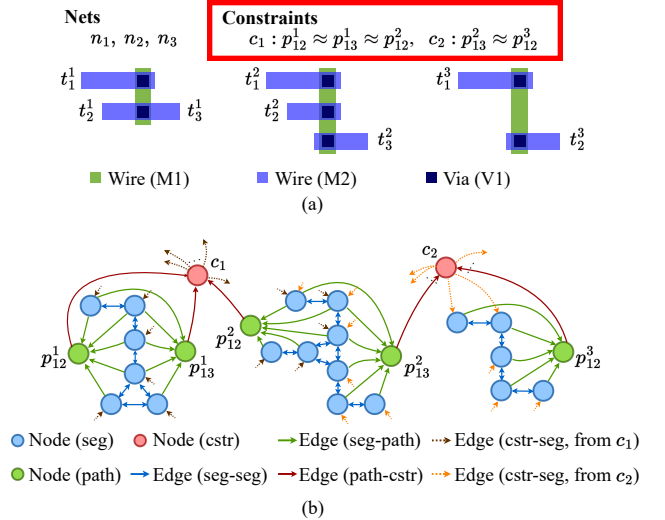 Nets
n₁, n₂, n₃
Constraints
c₁ : p¹₁₂ ≈ p¹₁₃ ≈ p²₁₂, c₂ : p²₁₃ ≈ p³₁₂
t¹₁ t²₁ t³₁
t¹₂ t¹₃ t²₂
t²₃ t³₂
Wire (M1) Wire (M2) Via (V1)
(a)
c₁ c₂
p²₁₂
p¹₁₂ p¹₁₃ p²₁₃ p³₁₂
Node (seg) Node (cstr) Edge (seg-path) Edge (cstr-seg, from c₁)
Node (path) Edge (seg-seg) Edge (path-cstr) Edge (cstr-seg, from c₂)
(b)